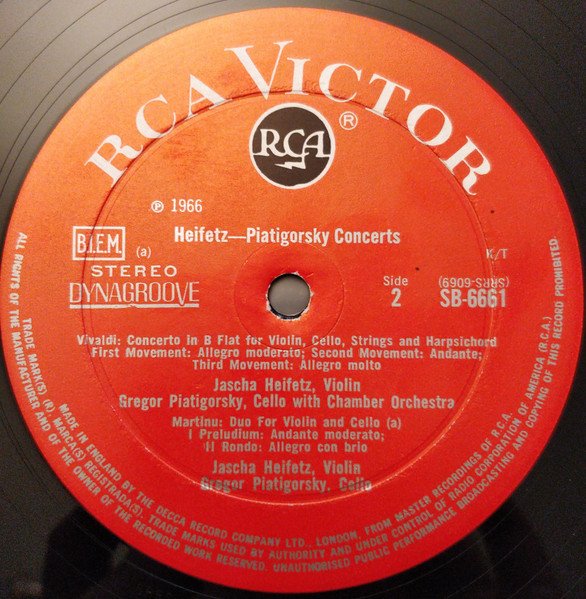 RCA VICTOR
RCA ®
℗ 1966
Heifetz—Piatigorsky Concerts
B.I.E.M. (a)
K/T
STEREO
DYNAGROOVE
Side
2
(SRRS-6069)
SB-6661
Vivaldi: Concerto in B Flat for Violin, Cello, Strings and Harpsichord
First Movement: Allegro moderato; Second Movement: Andante;
Third Movement: Allegro molto
Jascha Heifetz, Violin
Gregor Piatigorsky, Cello with Chamber Orchestra
Martinu: Duo For Violin and Cello (a)
I Preludium: Andante moderato;
II Rondo: Allegro con brio
Jascha Heifetz, Violin
Gregor Piatigorsky, Cello
ALL RIGHTS OF THE MANUFACTURER AND OF THE OWNER OF THE RECORDED WORK RESERVED. UNAUTHORISED PUBLIC PERFORMANCE BROADCASTING AND COPYING OF THIS RECORD PROHIBITED.
TRADE MARK(S) (R), MARCA(S) REGISTRADA(S), TRADE MARKS USED BY AUTHORITY AND UNDER CONTROL OF RADIO CORPORATION OF AMERICA (R.C.A.)
MADE IN ENGLAND BY THE DECCA RECORD COMPANY LTD., LONDON, FROM MASTER RECORDINGS OF R.C.A.